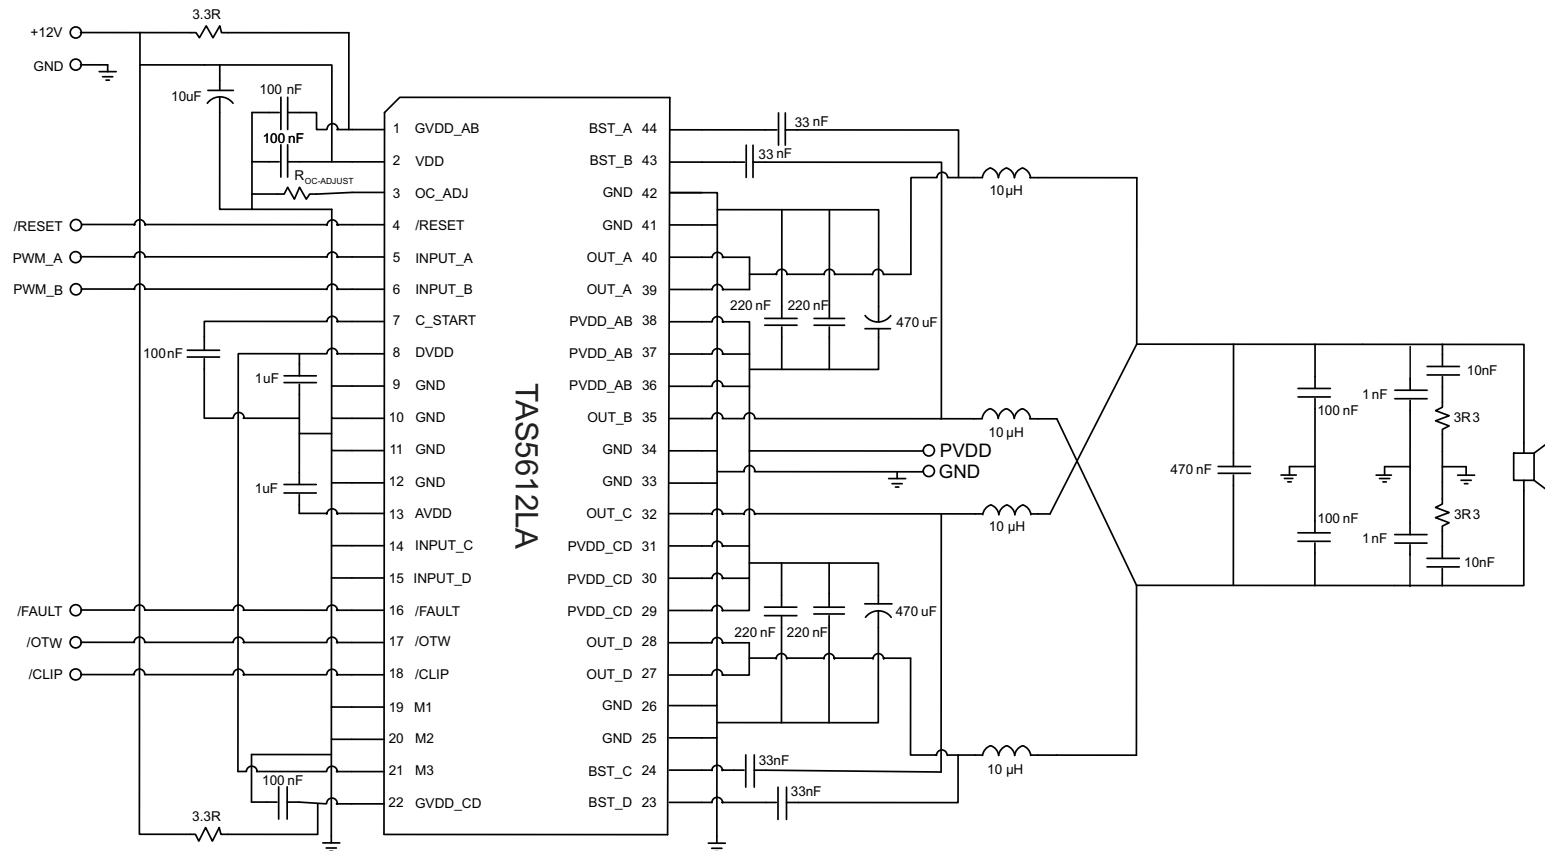 3.3R
+12V
GND
10uF
100 nF
100 nF
R OC-ADJUST
/RESET
PWM_A
PWM_B
100 nF
1uF
1uF
/FAULT
/OTW
/CLIP
100 nF
3.3R
1 GVDD_AB
2 VDD
3 OC_ADJ
4 /RESET
5 INPUT_A
6 INPUT_B
7 C_START
8 DVDD
9 GND
10 GND
11 GND
12 GND
13 AVDD
14 INPUT_C
15 INPUT_D
16 /FAULT
17 /OTW
18 /CLIP
19 M1
20 M2
21 M3
22 GVDD_CD
TAS5612LA
BST_A 44
BST_B 43
GND 42
GND 41
OUT_A 40
OUT_A 39
PVDD_AB 38
PVDD_AB 37
PVDD_AB 36
OUT_B 35
GND 34
GND 33
OUT_C 32
PVDD_CD 31
PVDD_CD 30
PVDD_CD 29
OUT_D 28
OUT_D 27
GND 26
GND 25
BST_C 24
BST_D 23
33 nF
33 nF
10 µH
220 nF
220 nF
470 uF
10 µH
PVDD
GND
10 µH
470 uF
220 nF
220 nF
33nF
10 µH
33nF
470 nF
100 nF
100 nF
1 nF
1 nF
10nF
3R3
3R3
10nF